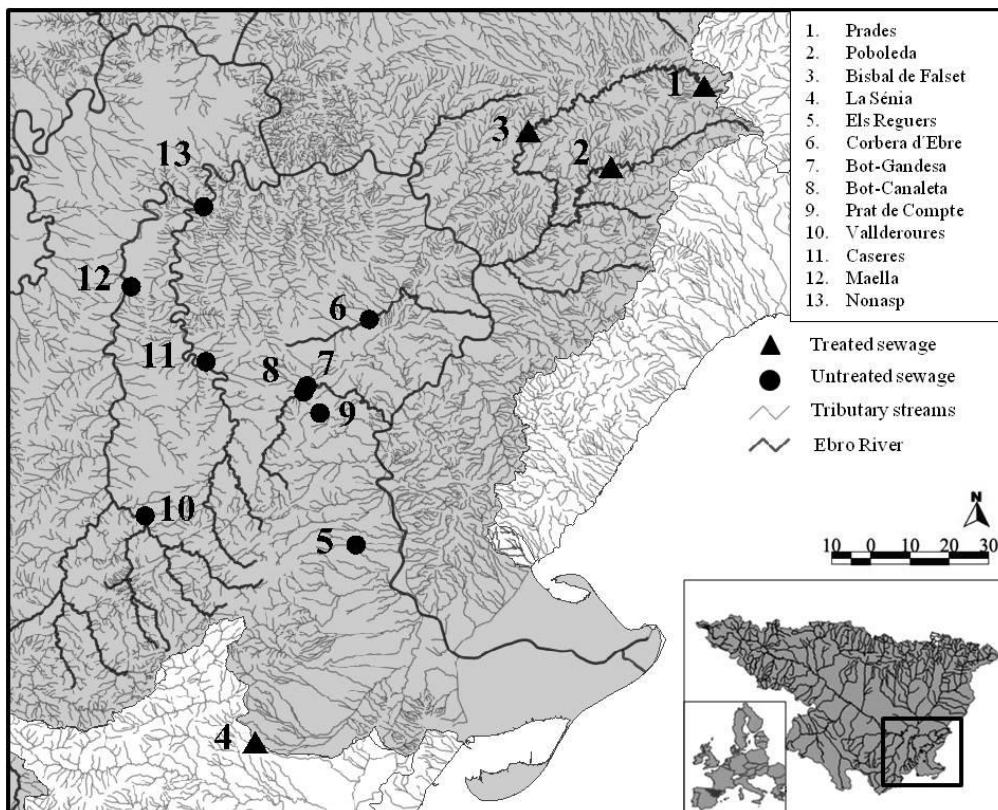 1. Prades
2. Poboleda
3. Bisbal de Falset
4. La Sénia
5. Els Reguers
6. Corbera d´Ebre
7. Bot-Gandesa
8. Bot-Canaleta
9. Prat de Compte
10. Vallderoures
11. Caseres
12. Maella
13. Nonasp
Treated sewage
Untreated sewage
Tributary streams
Ebro River
N
10 0 10 20 30
1
3
2
13
12
6
11
7
8
9
10
5
4